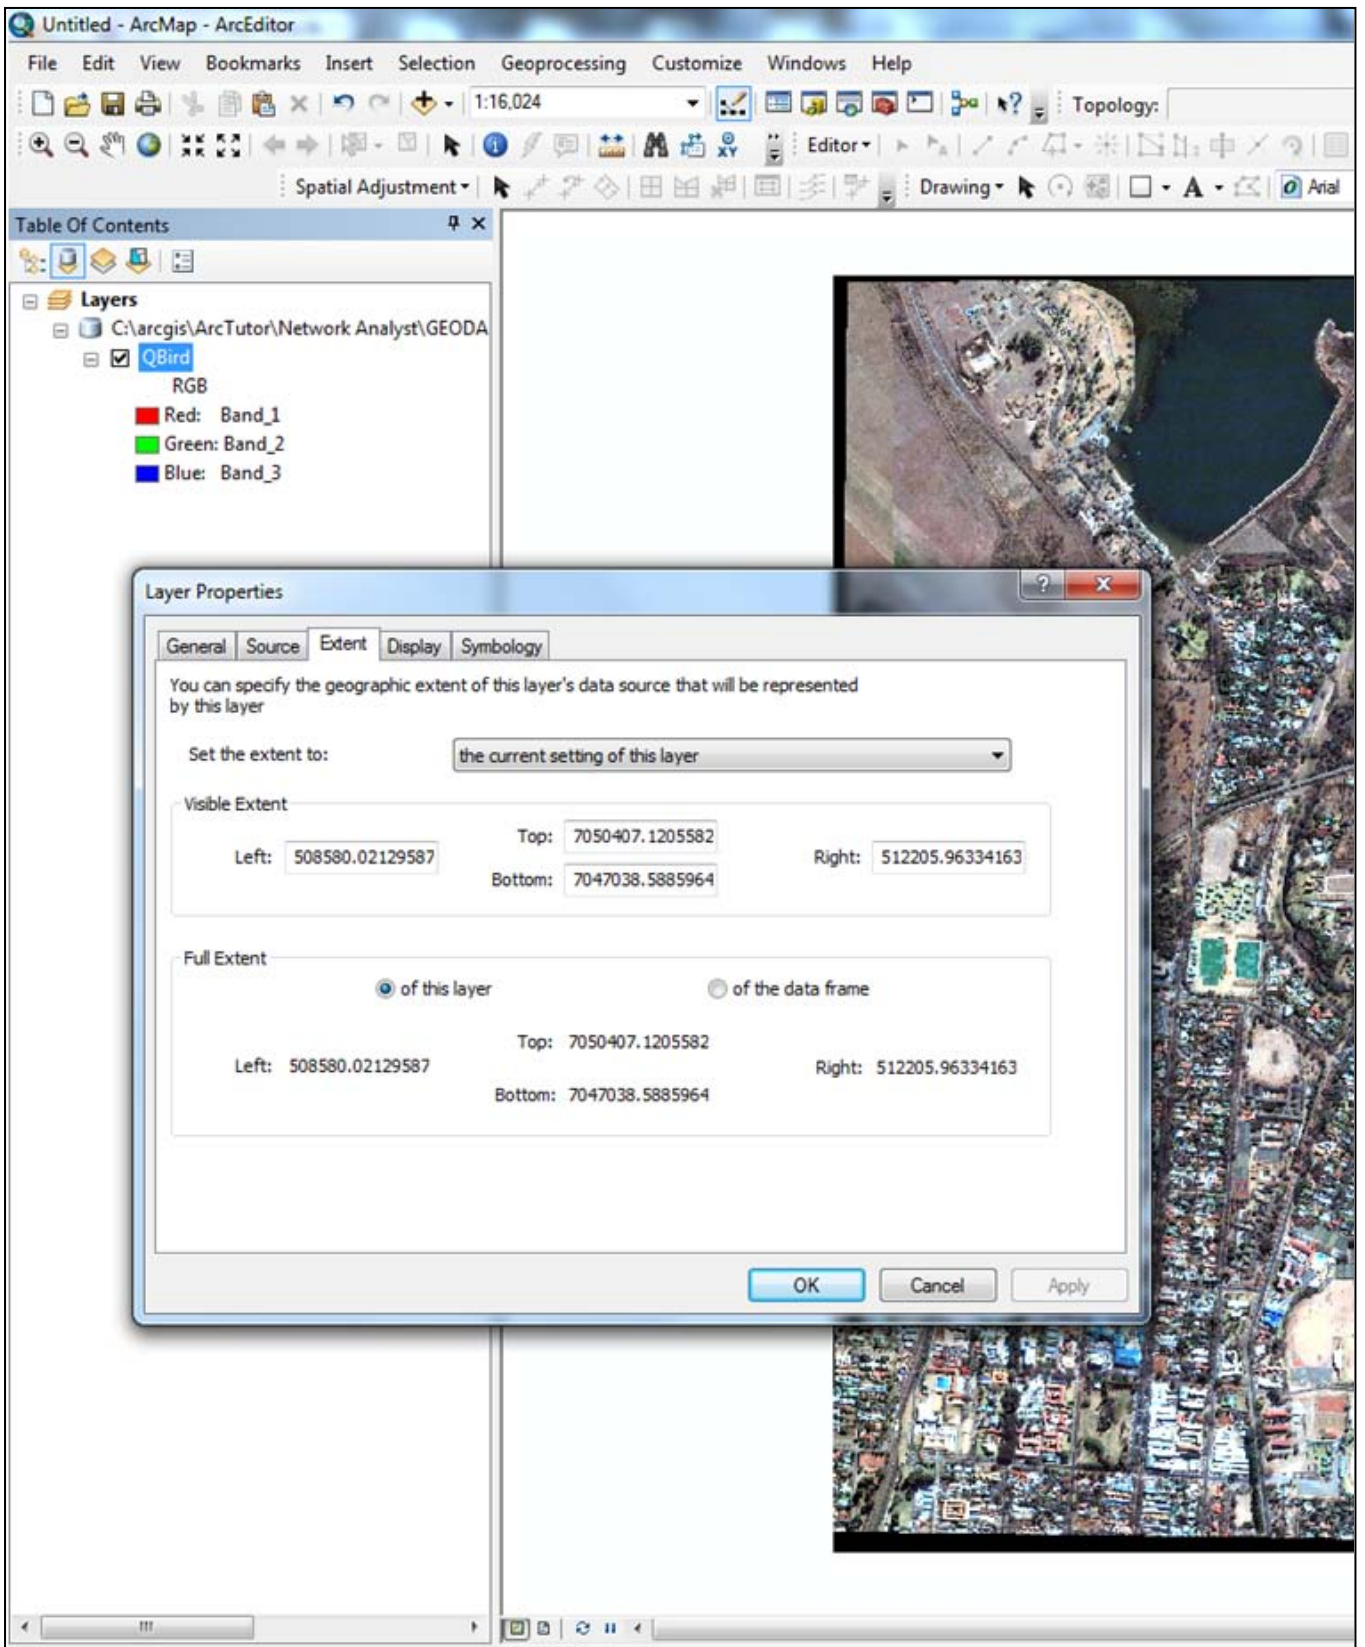 Untitled - ArcMap - ArcEditor
File Edit View Bookmarks Insert Selection Geoprocessing Customize Windows Help
1:16,024 Topology:
Editor
Spatial Adjustment Drawing A Arial
Table Of Contents
Layers
C:\arcgis\ArcTutor\Network Analyst\GEODA
QBird
RGB
Red: Band_1
Green: Band_2
Blue: Band_3
Layer Properties
General Source Extent Display Symbology
You can specify the geographic extent of this layer's data source that will be represented
by this layer
Set the extent to: the current setting of this layer
Visible Extent
Top: 7050407.1205582
Left: 508580.02129587 Right: 512205.96334163
Bottom: 7047038.5885964
Full Extent
of this layer of the data frame
Top: 7050407.1205582
Left: 508580.02129587 Right: 512205.96334163
Bottom: 7047038.5885964
OK Cancel Apply